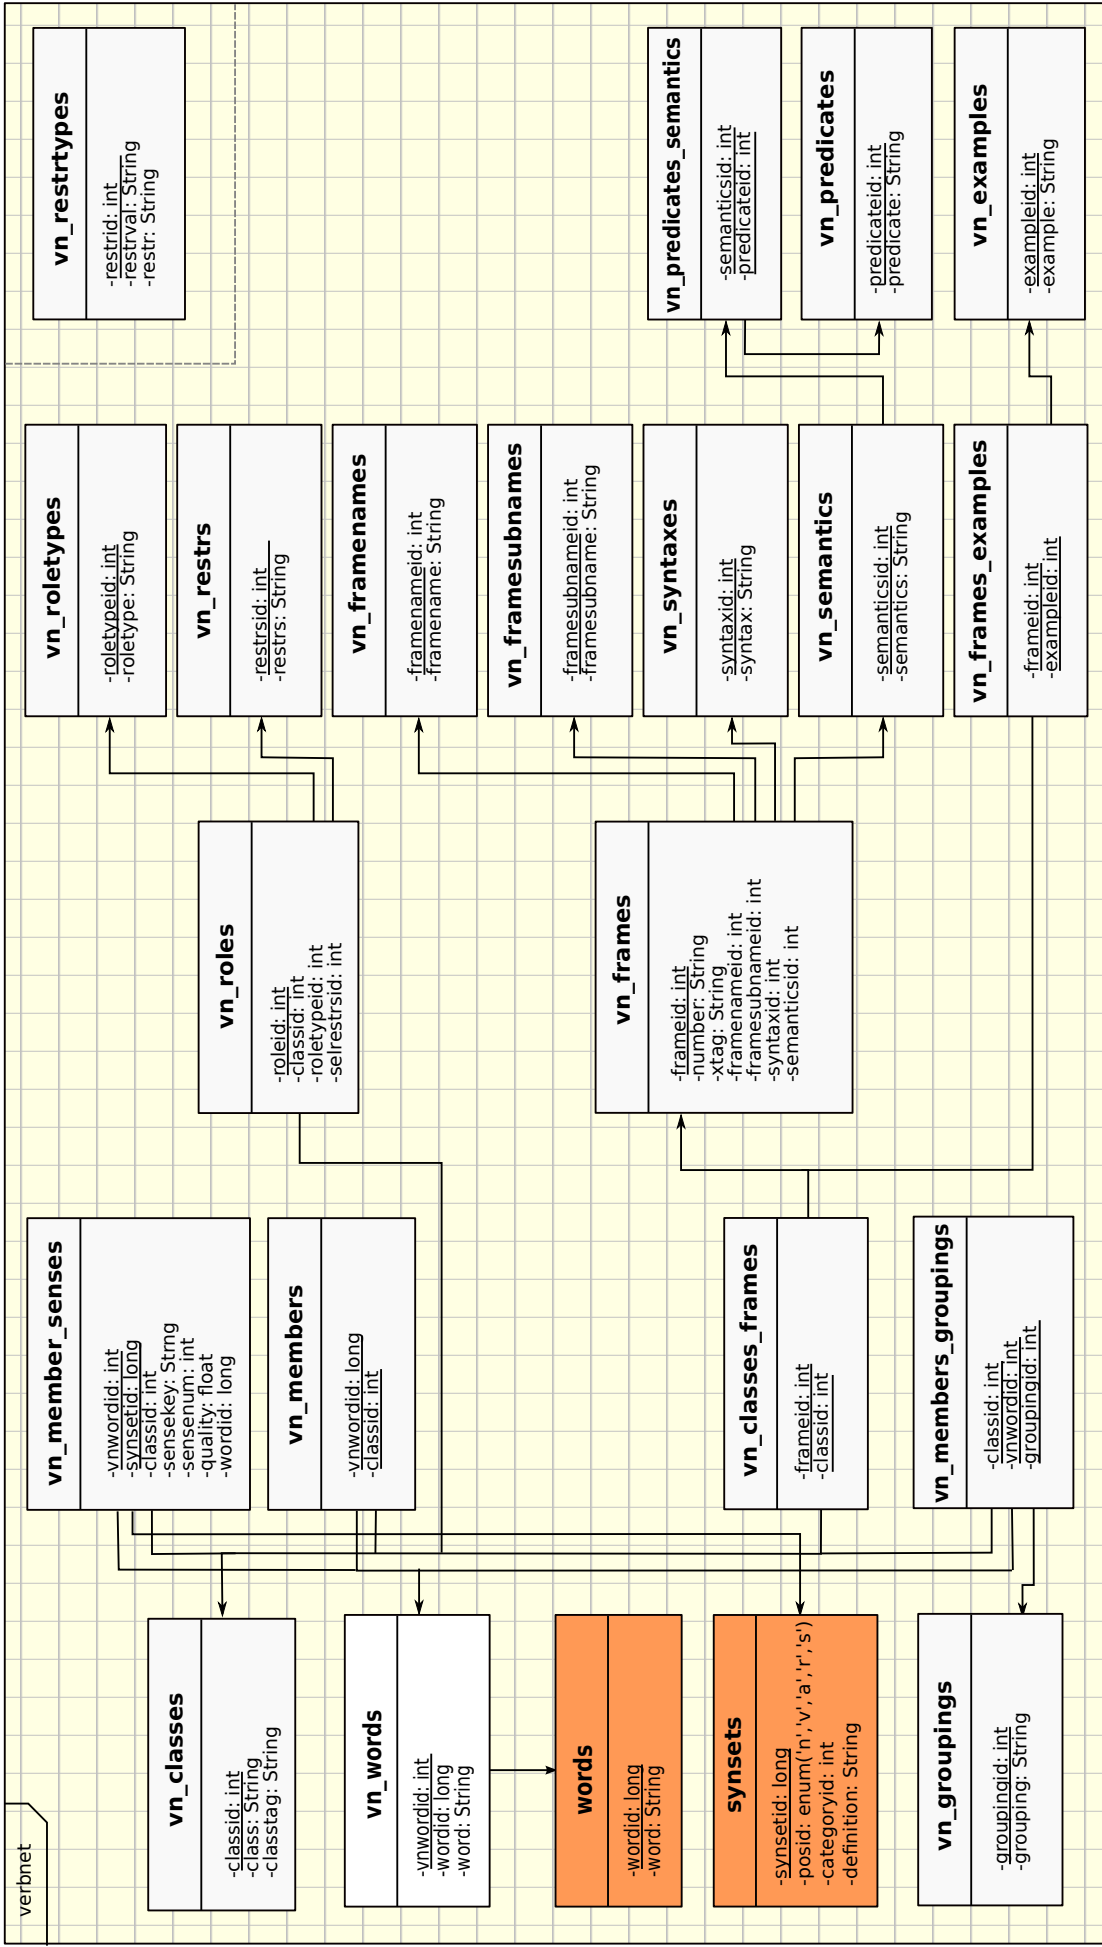 verbnet
vn_classes
-classid: int
-class: String
-classtag: String
vn_words
-vnwordid: int
-wordid: long
-word: String
words
-wordid: long
-word: String
synsets
-synsetid: long
-posid: enum('n','v','a','r','s')
-categoryid: int
-definition: String
vn_groupings
-groupingid: int
-grouping: String
vn_member_senses
-vnwordid: int
-synsetid: long
-classid: int
-sensekey: Strng
-sensenum: int
-quality: float
-wordid: long
vn_members
-vnwordid: long
-classid: int
vn_classes_frames
-frameid: int
-classid: int
vn_members_groupings
-classid: int
-vnwordid: int
-groupingid: int
vn_roles
-roleid: int
-classid: int
-roletypeid: int
-selrestrsid: int
vn_frames
-frameid: int
-number: String
-xtag: String
-framenameid: int
-framesubnameid: int
-syntaxid: int
-semanticsid: int
vn_roletypes
-roletypeid: int
-roletype: String
vn_restrs
-restrsid: int
-restrs: String
vn_framenames
-framenameid: int
-framename: String
vn_framesubnames
-framesubnameid: int
-framesubname: String
vn_syntaxes
-syntaxid: int
-syntax: String
vn_semantics
-semanticsid: int
-semantics: String
vn_frames_examples
-frameid: int
-exampleid: int
vn_restrtypes
-restrid: int
-restrval: String
-restr: String
vn_predicates_semantics
-semanticsid: int
-predicateid: int
vn_predicates
-predicateid: int
-predicate: String
vn_examples
-exampleid: int
-example: String